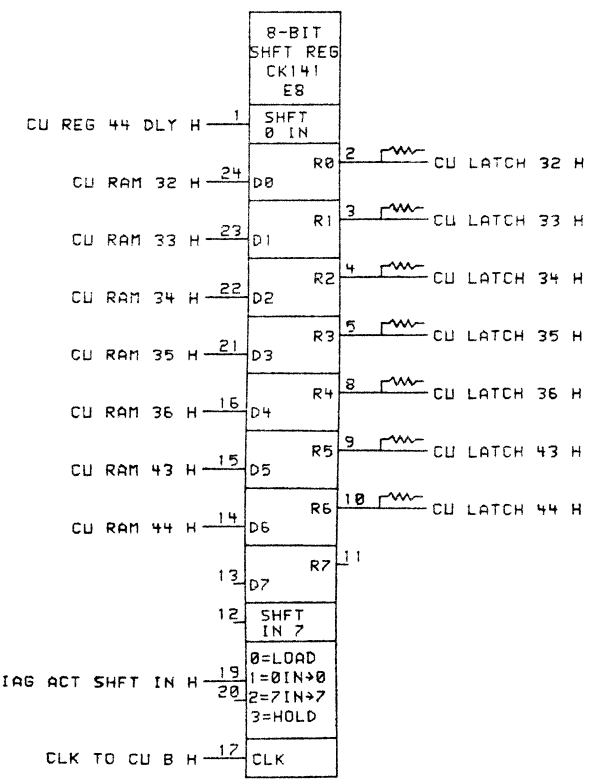 8-BIT
SHFT REG
CK141
E8
CU REG 44 DLY H 1 SHFT
0 IN
R0 2 CU LATCH 32 H
CU RAM 32 H 24 D0
R1 3 CU LATCH 33 H
CU RAM 33 H 23 D1
R2 4 CU LATCH 34 H
CU RAM 34 H 22 D2
R3 5 CU LATCH 35 H
CU RAM 35 H 21 D3
R4 8 CU LATCH 36 H
CU RAM 36 H 16 D4
R5 9 CU LATCH 43 H
CU RAM 43 H 15 D5
R6 10 CU LATCH 44 H
CU RAM 44 H 14 D6
R7 11
13 D7
12 SHFT
IN 7
0=LOAD
IAG ACT SHFT IN H 19 1=0IN→0
20 2=7IN→7
3=HOLD
CLK TO CU B H 17 CLK